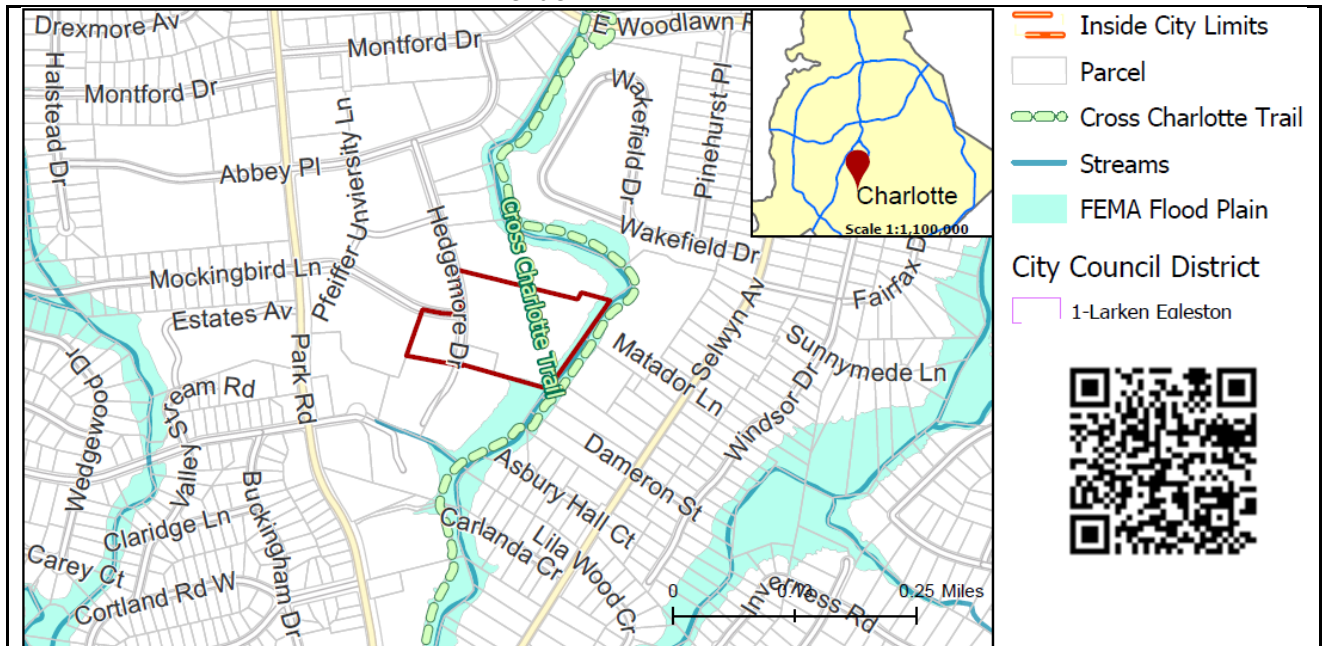 Drexmore Av
Montford Dr
E Woodlawn R
Halstead Dr
Montford Dr
Wakefield Dr
Pinehurst Pl
Abbey Pl
Pfeiffer Unviersity Ln
Hedgemore Dr
Cross Charlotte Trail
Wakefield Dr
Mockingbird Ln
Estates Av
Park Rd
Selwyn Av
Fairfax D
Matador Ln
Sunnymede Ln
Windsor Dr
Wedgewood Dr
Valley Stream Rd
Buckingham Dr
Claridge Ln
Carey Ct
Cortland Rd W
Dameron St
Asbury Hall Ct
Carlanda Cr
Lila Wood Cr
Inverness Rd
0
0.25 Miles
Charlotte
Scale 1:1,100,000
Inside City Limits
Parcel
Cross Charlotte Trail
Streams
FEMA Flood Plain
City Council District
1-Larken Egleston